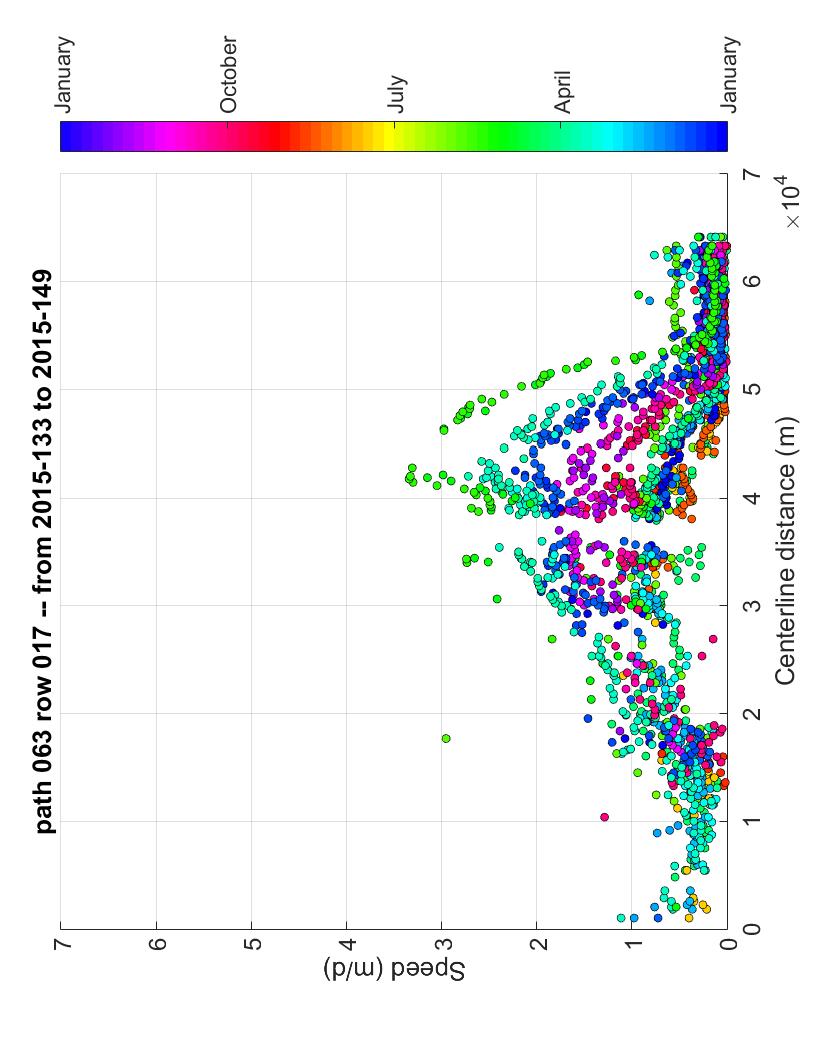 path 063 row 017 -- from 2015-133 to 2015-149
7
6
5
4
3
2
1
0
Speed (m/d)
0
1
2
3
4
5
6
7
×10^4
Centerline distance (m)
January
October
July
April
January